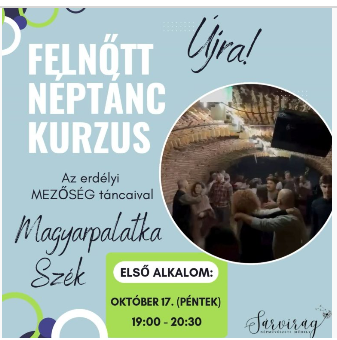 Újra!
FELNŐTT
NÉPTÁNC
KURZUS
Az erdélyi
MEZŐSÉG táncaival
Magyarpalatka
Szék
ELSŐ ALKALOM:
OKTÓBER 17. (PÉNTEK)
19:00 - 20:30
Sarvirag